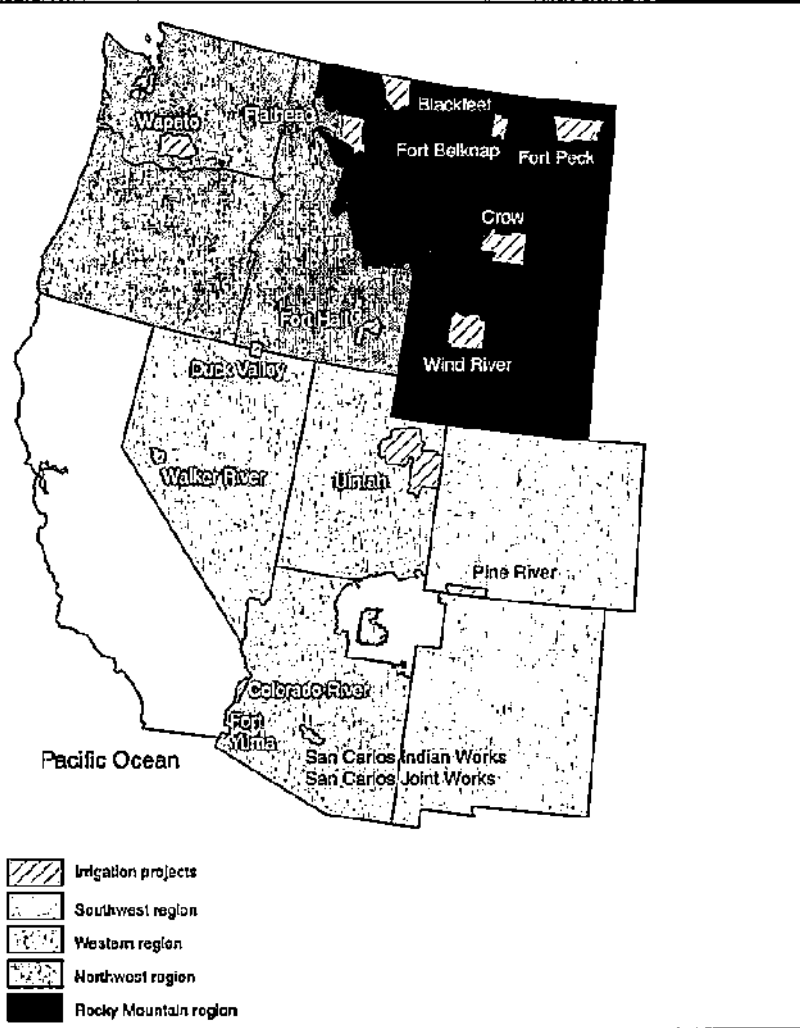 Wapato
Flathead
Blackfeet
Fort Belknap
Fort Peck
Crow
Fort Hall
Wind River
Duck Valley
Walker River
Uintah
Pine River
Colorado River
Fort
Yuma
San Carlos Indian Works
San Carlos Joint Works
Pacific Ocean
Irrigation projects
Southwest region
Western region
Northwest region
Rocky Mountain region